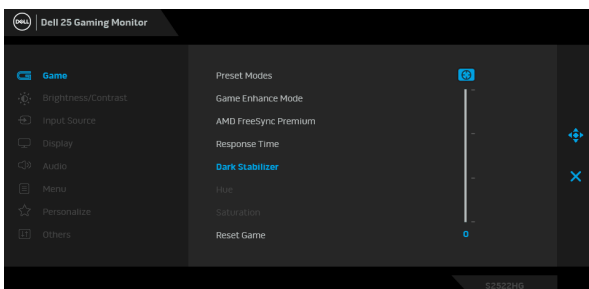 DELL
Dell 25 Gaming Monitor
Game
Brightness/Contrast
Input Source
Display
Audio
Menu
Personalize
Others
Preset Modes
Game Enhance Mode
AMD FreeSync Premium
Response Time
Dark Stabilizer
Hue
Saturation
Reset Game
0
S2522HG